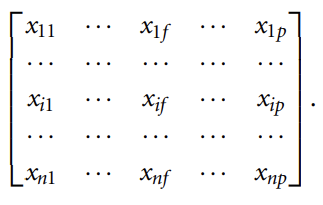 x₁₁ ⋯ x₁f ⋯ x₁p
⋯ ⋯ ⋯ ⋯ ⋯
xᵢ₁ ⋯ xᵢf ⋯ xᵢp
⋯ ⋯ ⋯ ⋯ ⋯
xₙ₁ ⋯ xₙf ⋯ xₙp
.